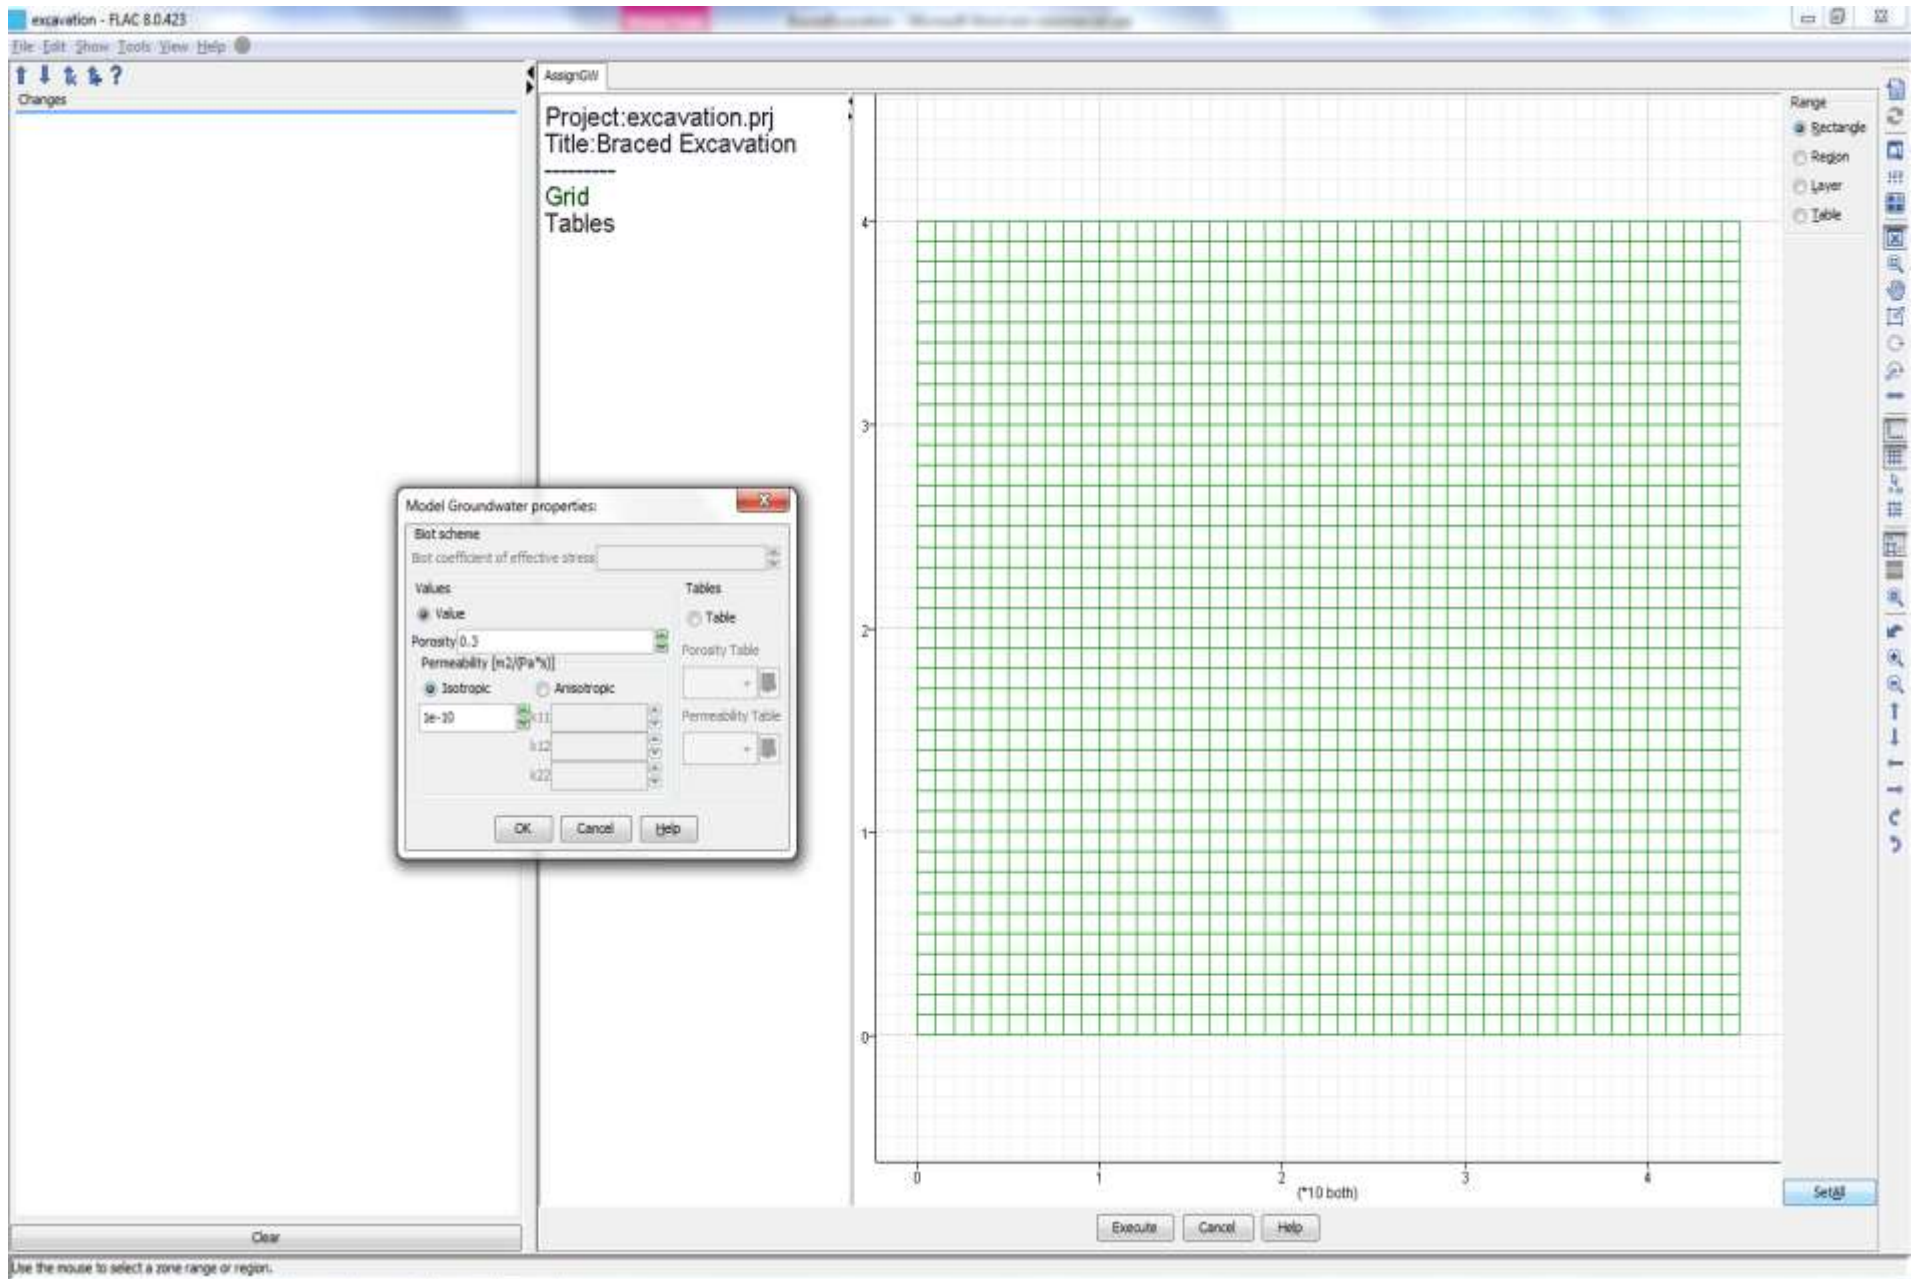 excavation - FLAC 8.0.423
File Edit Show Tools View Help
Changes
AssignGW
Project:excavation.prj
Title:Braced Excavation
----------
Grid
Tables
Range
Rectangle
Region
Layer
Table
4
3
2
1
0
0 1 2 3 4
(*10 both)
Model Groundwater properties:
Biot scheme
Biot coefficient of effective stress
Values
Value
Porosity 0.3
Permeability [m2/(Pa*s)]
Isotropic Anisotropic
1e-10 k11
k12
k22
Tables
Table
Porosity Table
Permeability Table
OK Cancel Help
SetAll
Execute Cancel Help
Clear
Use the mouse to select a zone range or region.